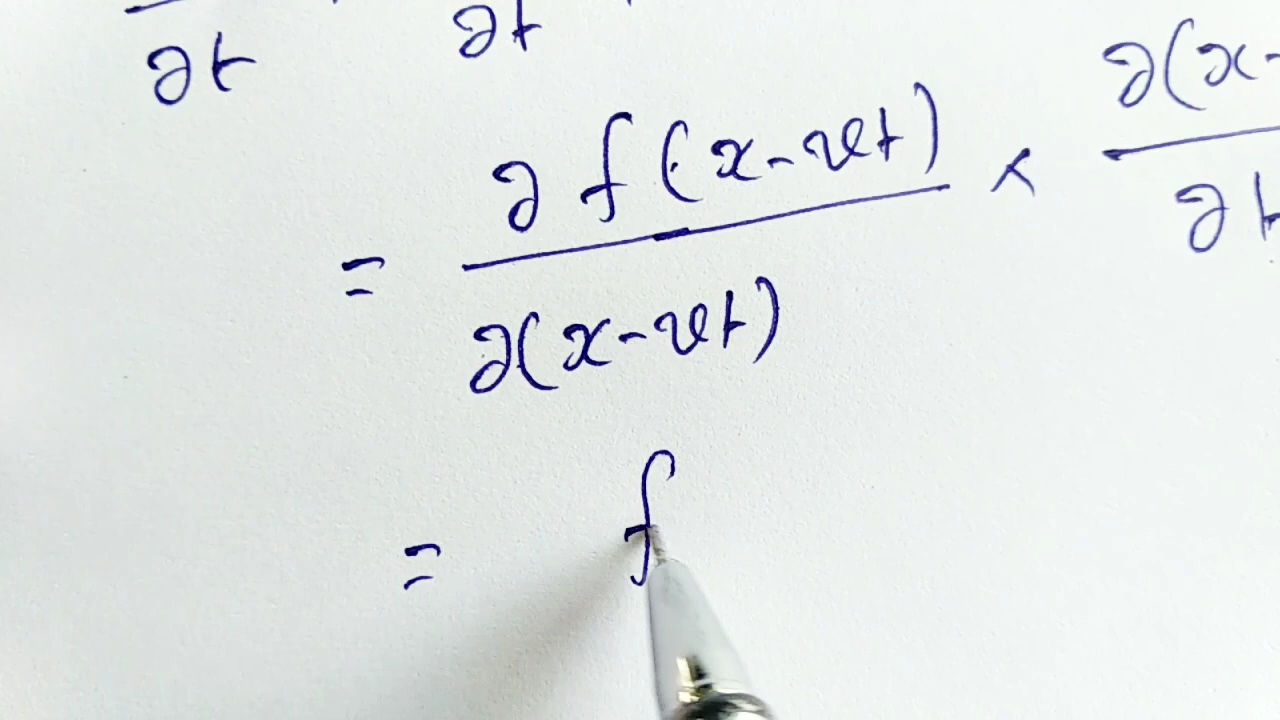 ∂t ∂t
= ∂f(x-vt) / ∂(x-vt) × ∂(x- / ∂t
= f